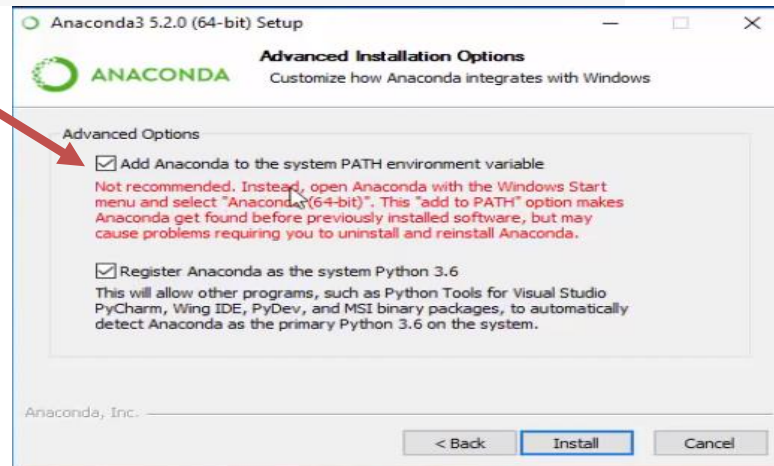 Anaconda3 5.2.0 (64-bit) Setup
Advanced Installation Options
ANACONDA
Customize how Anaconda integrates with Windows
Advanced Options
Add Anaconda to the system PATH environment variable
Not recommended. Instead, open Anaconda with the Windows Start
menu and select "Anaconda (64-bit)". This "add to PATH" option makes
Anaconda get found before previously installed software, but may
cause problems requiring you to uninstall and reinstall Anaconda.
Register Anaconda as the system Python 3.6
This will allow other programs, such as Python Tools for Visual Studio
PyCharm, Wing IDE, PyDev, and MSI binary packages, to automatically
detect Anaconda as the primary Python 3.6 on the system.
Anaconda, Inc.
< Back Install Cancel